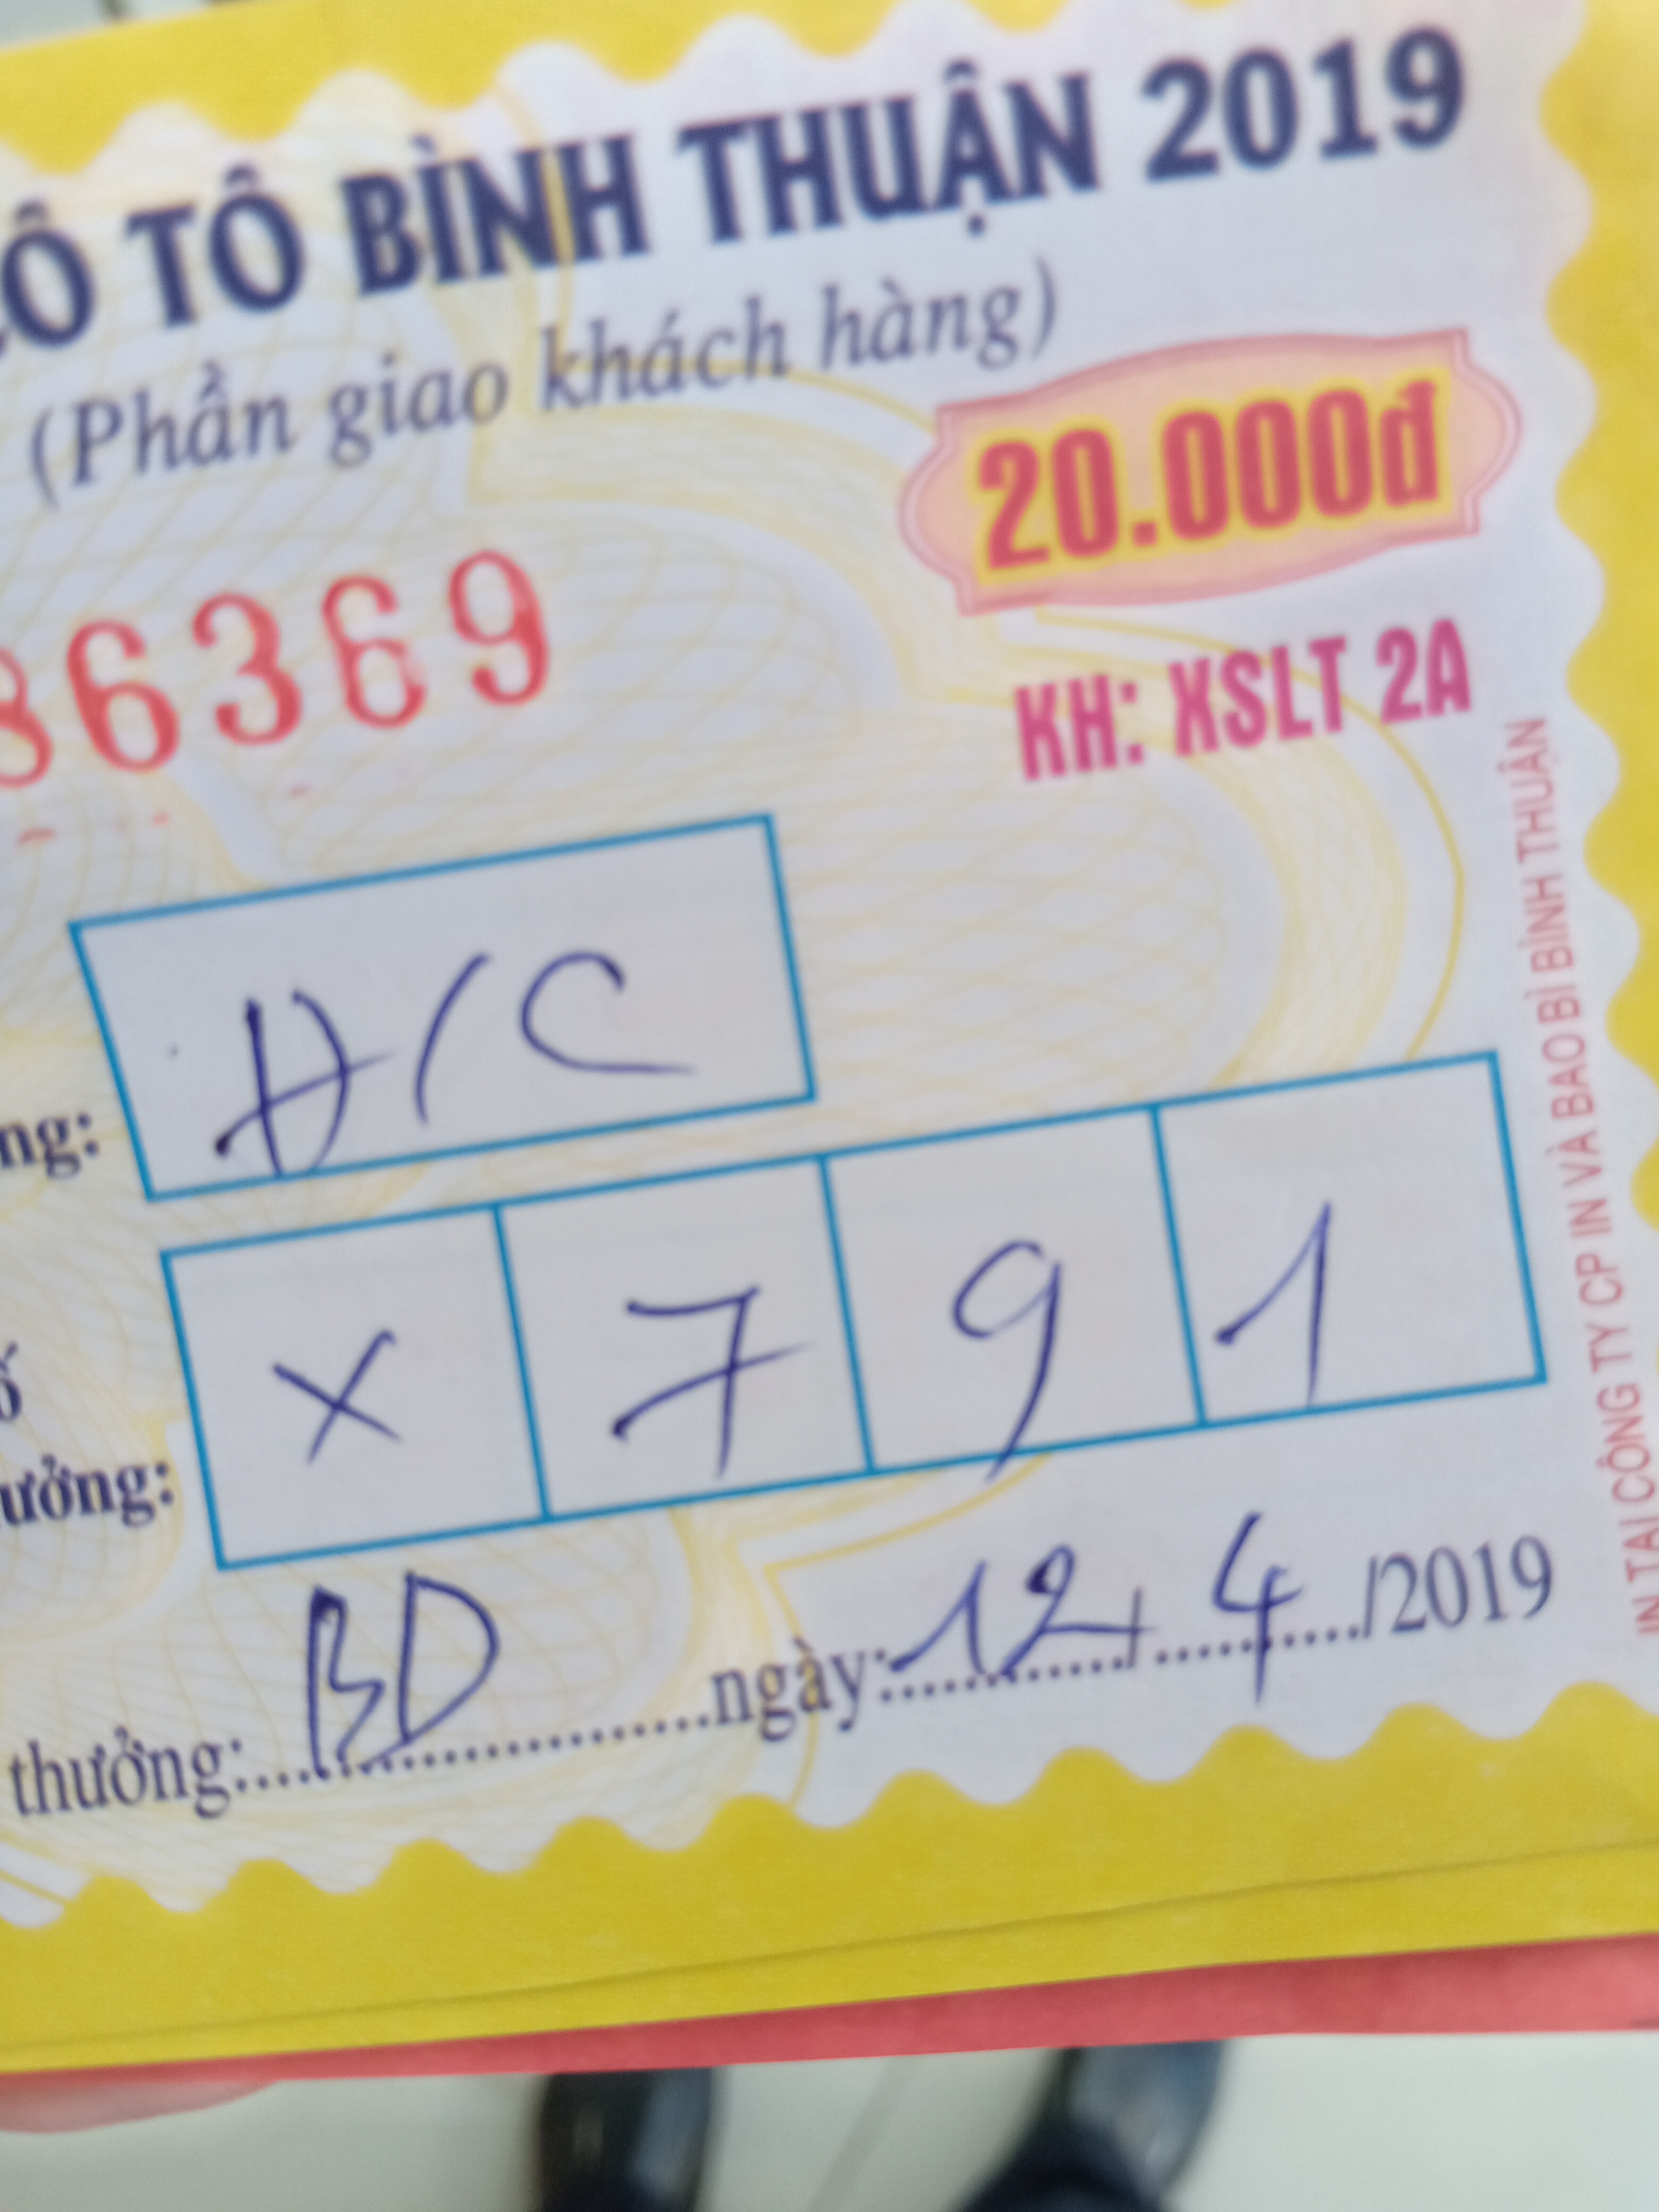 LÔ TÔ BÌNH THUẬN 2019
(Phần giao khách hàng)
20.000đ
86369
KH: XSLT 2A
ng: A/C
ố
ưởng: X 7 9 1
thưởng: BD ngày: 12/4/2019
IN TẠI CÔNG TY CP IN VÀ BAO BÌ BÌNH THUẬN